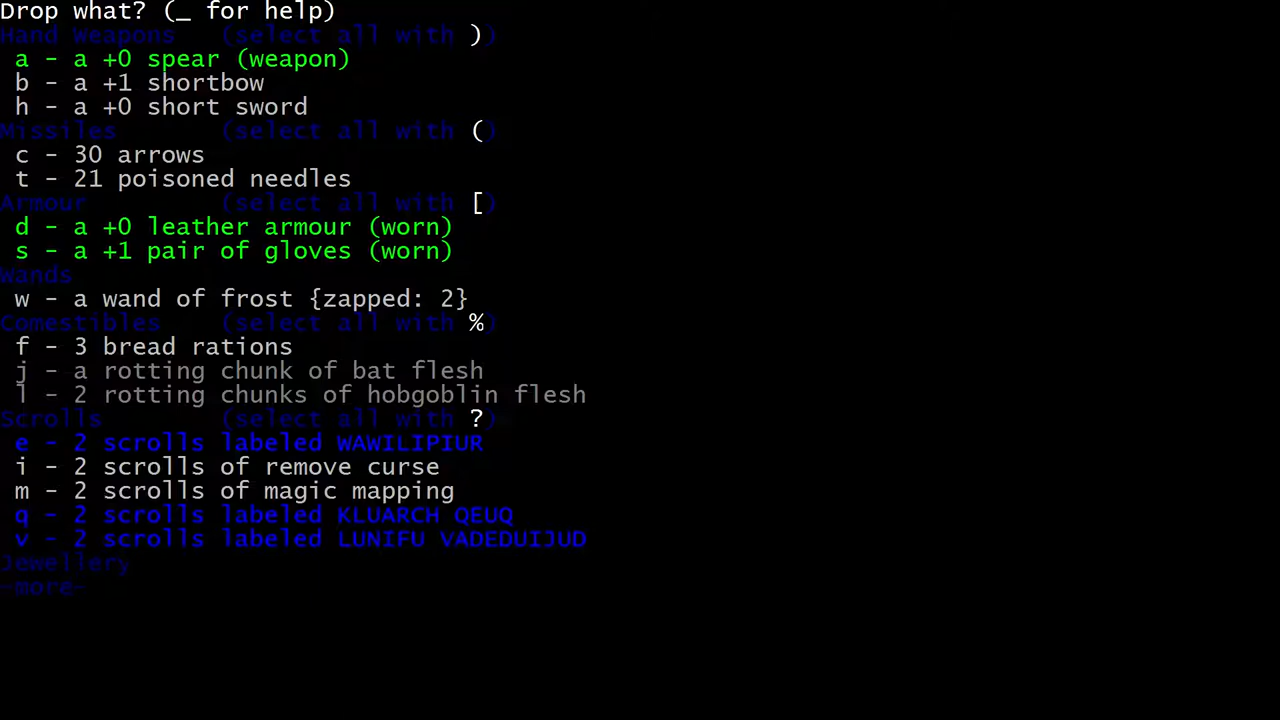 Drop what? (_ for help)
Hand Weapons (select all with ))
a - a +0 spear (weapon)
b - a +1 shortbow
h - a +0 short sword
Missiles (select all with ()
c - 30 arrows
t - 21 poisoned needles
Armour (select all with [)
d - a +0 leather armour (worn)
s - a +1 pair of gloves (worn)
Wands
w - a wand of frost {zapped: 2}
Comestibles (select all with %)
f - 3 bread rations
j - a rotting chunk of bat flesh
l - 2 rotting chunks of hobgoblin flesh
Scrolls (select all with ?)
e - 2 scrolls labeled WAWILIPIUR
i - 2 scrolls of remove curse
m - 2 scrolls of magic mapping
q - 2 scrolls labeled KLUARCH QEUQ
v - 2 scrolls labeled LUNIFU VADEDUIJUD
Jewellery
-more-